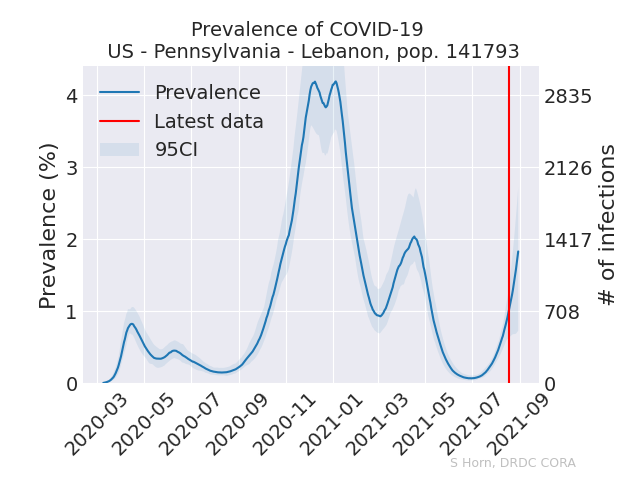 Prevalence of COVID-19
US - Pennsylvania - Lebanon, pop. 141793
Prevalence
Latest data
95CI
Prevalence (%)
4
3
2
1
0
2835
2126
1417
708
0
# of infections
2020-03
2020-05
2020-07
2020-09
2020-11
2021-01
2021-03
2021-05
2021-07
2021-09
S Horn, DRDC CORA